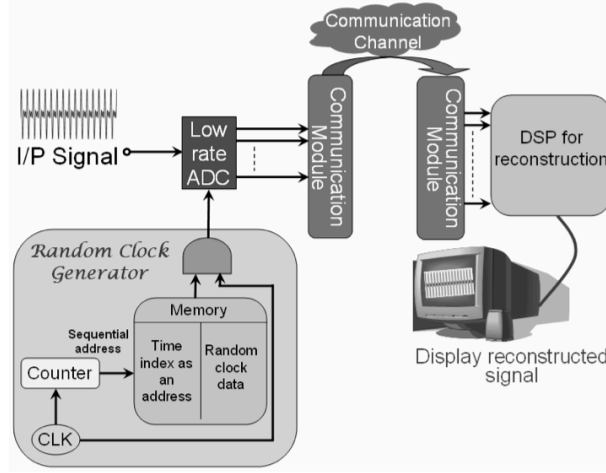 Communication
Channel
I/P Signal
Low
rate
ADC
Communication
Module
Communication
Module
DSP for
reconstruction
Random Clock
Generator
Memory
Sequential
address
Time
index as
an
address
Random
clock
data
Counter
CLK
Display reconstructed
signal